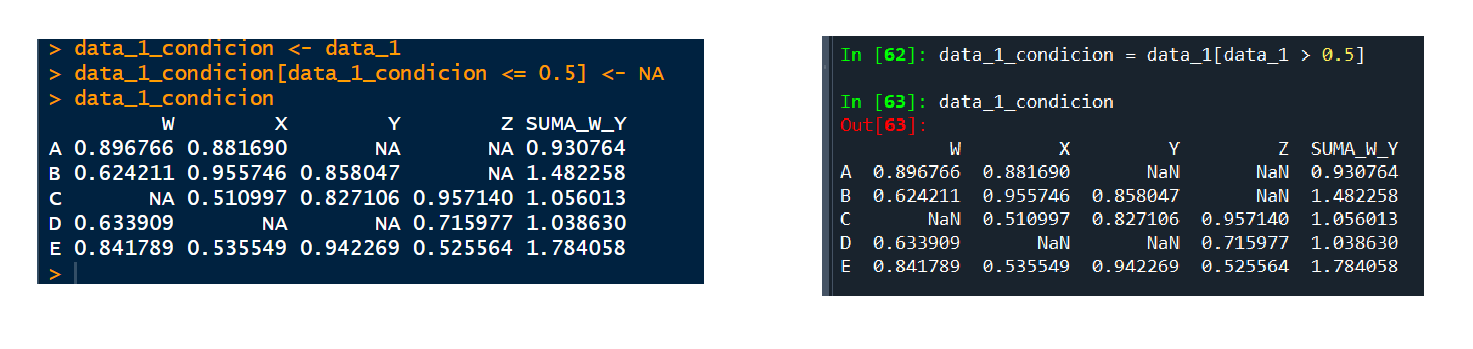 > data_1_condicion <- data_1
> data_1_condicion[data_1_condicion <= 0.5] <- NA
> data_1_condicion
W X Y Z SUMA_W_Y
A 0.896766 0.881690 NA NA 0.930764
B 0.624211 0.955746 0.858047 NA 1.482258
C NA 0.510997 0.827106 0.957140 1.056013
D 0.633909 NA NA 0.715977 1.038630
E 0.841789 0.535549 0.942269 0.525564 1.784058
>
In [62]: data_1_condicion = data_1[data_1 > 0.5]
In [63]: data_1_condicion
Out[63]:
W X Y Z SUMA_W_Y
A 0.896766 0.881690 NaN NaN 0.930764
B 0.624211 0.955746 0.858047 NaN 1.482258
C NaN 0.510997 0.827106 0.957140 1.056013
D 0.633909 NaN NaN 0.715977 1.038630
E 0.841789 0.535549 0.942269 0.525564 1.784058